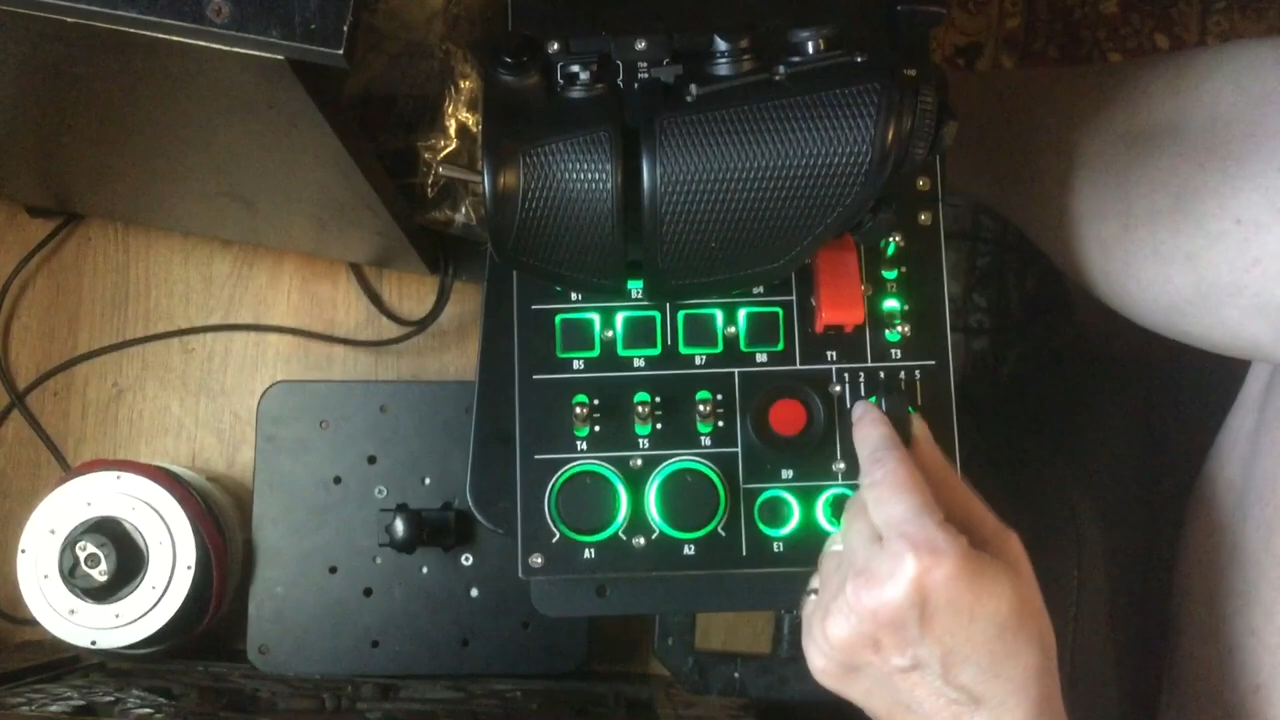 100
B1 B2 B4
T2
B5 B6 B7 B8 T1 T3
1 2 3 4 5
T4 T5 T6
B9
A1 A2 E1